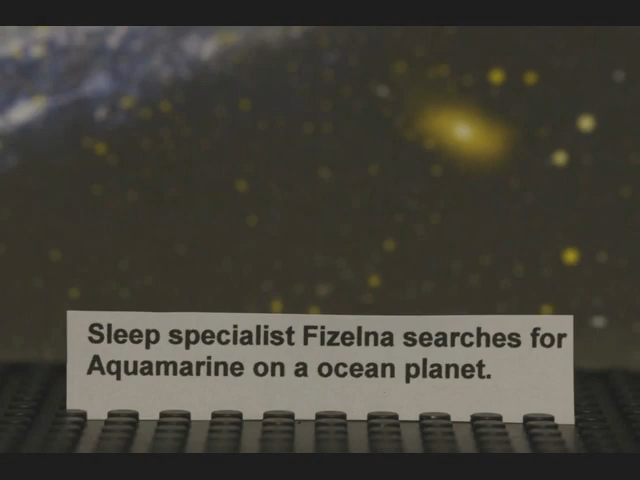 Sleep specialist Fizelna searches for
Aquamarine on a ocean planet.